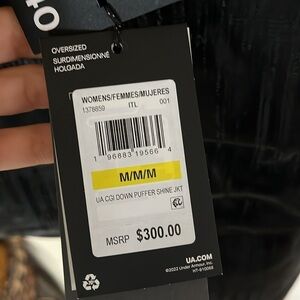 OVERSIZED
SURDIMENSIONNÉ
HOLGADA
WOMENS/FEMMES/MUJERES
1378859 ITL 001
1 96883 19566 4
M/M/M
UA CGI DOWN PUFFER SHINE JKT
MSRP $300.00
UA.COM
©2022 Under Armour, Inc.